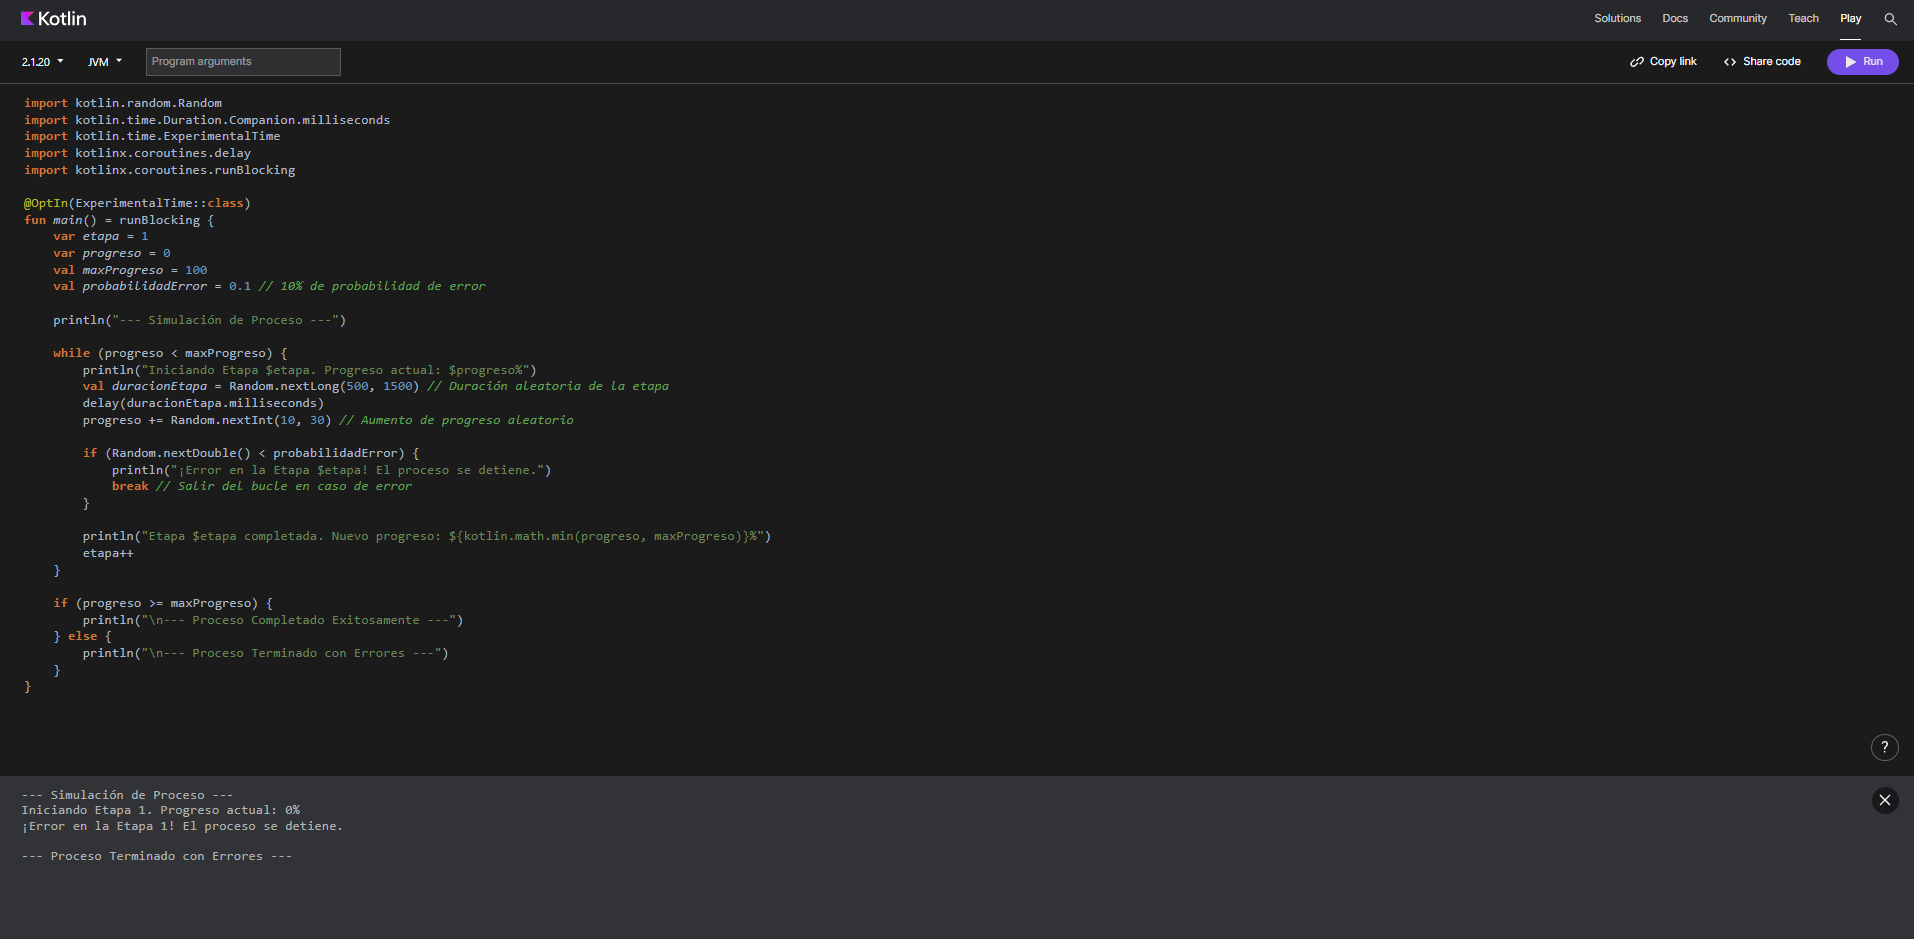 Kotlin
Solutions Docs Community Teach Play
2.1.20 JVM Program arguments Copy link <> Share code Run
import kotlin.random.Random
import kotlin.time.Duration.Companion.milliseconds
import kotlin.time.ExperimentalTime
import kotlinx.coroutines.delay
import kotlinx.coroutines.runBlocking
@OptIn(ExperimentalTime::class)
fun main() = runBlocking {
    var etapa = 1
    var progreso = 0
    val maxProgreso = 100
    val probabilidadError = 0.1 // 10% de probabilidad de error
    println("--- Simulación de Proceso ---")
    while (progreso < maxProgreso) {
        println("Iniciando Etapa $etapa. Progreso actual: $progreso%")
        val duracionEtapa = Random.nextLong(500, 1500) // Duración aleatoria de la etapa
        delay(duracionEtapa.milliseconds)
        progreso += Random.nextInt(10, 30) // Aumento de progreso aleatorio
        if (Random.nextDouble() < probabilidadError) {
            println("¡Error en la Etapa $etapa! El proceso se detiene.")
            break // Salir del bucle en caso de error
        }
        println("Etapa $etapa completada. Nuevo progreso: ${kotlin.math.min(progreso, maxProgreso)}%")
        etapa++
    }
    if (progreso >= maxProgreso) {
        println("\n--- Proceso Completado Exitosamente ---")
    } else {
        println("\n--- Proceso Terminado con Errores ---")
    }
}
?
--- Simulación de Proceso ---
Iniciando Etapa 1. Progreso actual: 0%
¡Error en la Etapa 1! El proceso se detiene.
--- Proceso Terminado con Errores ---